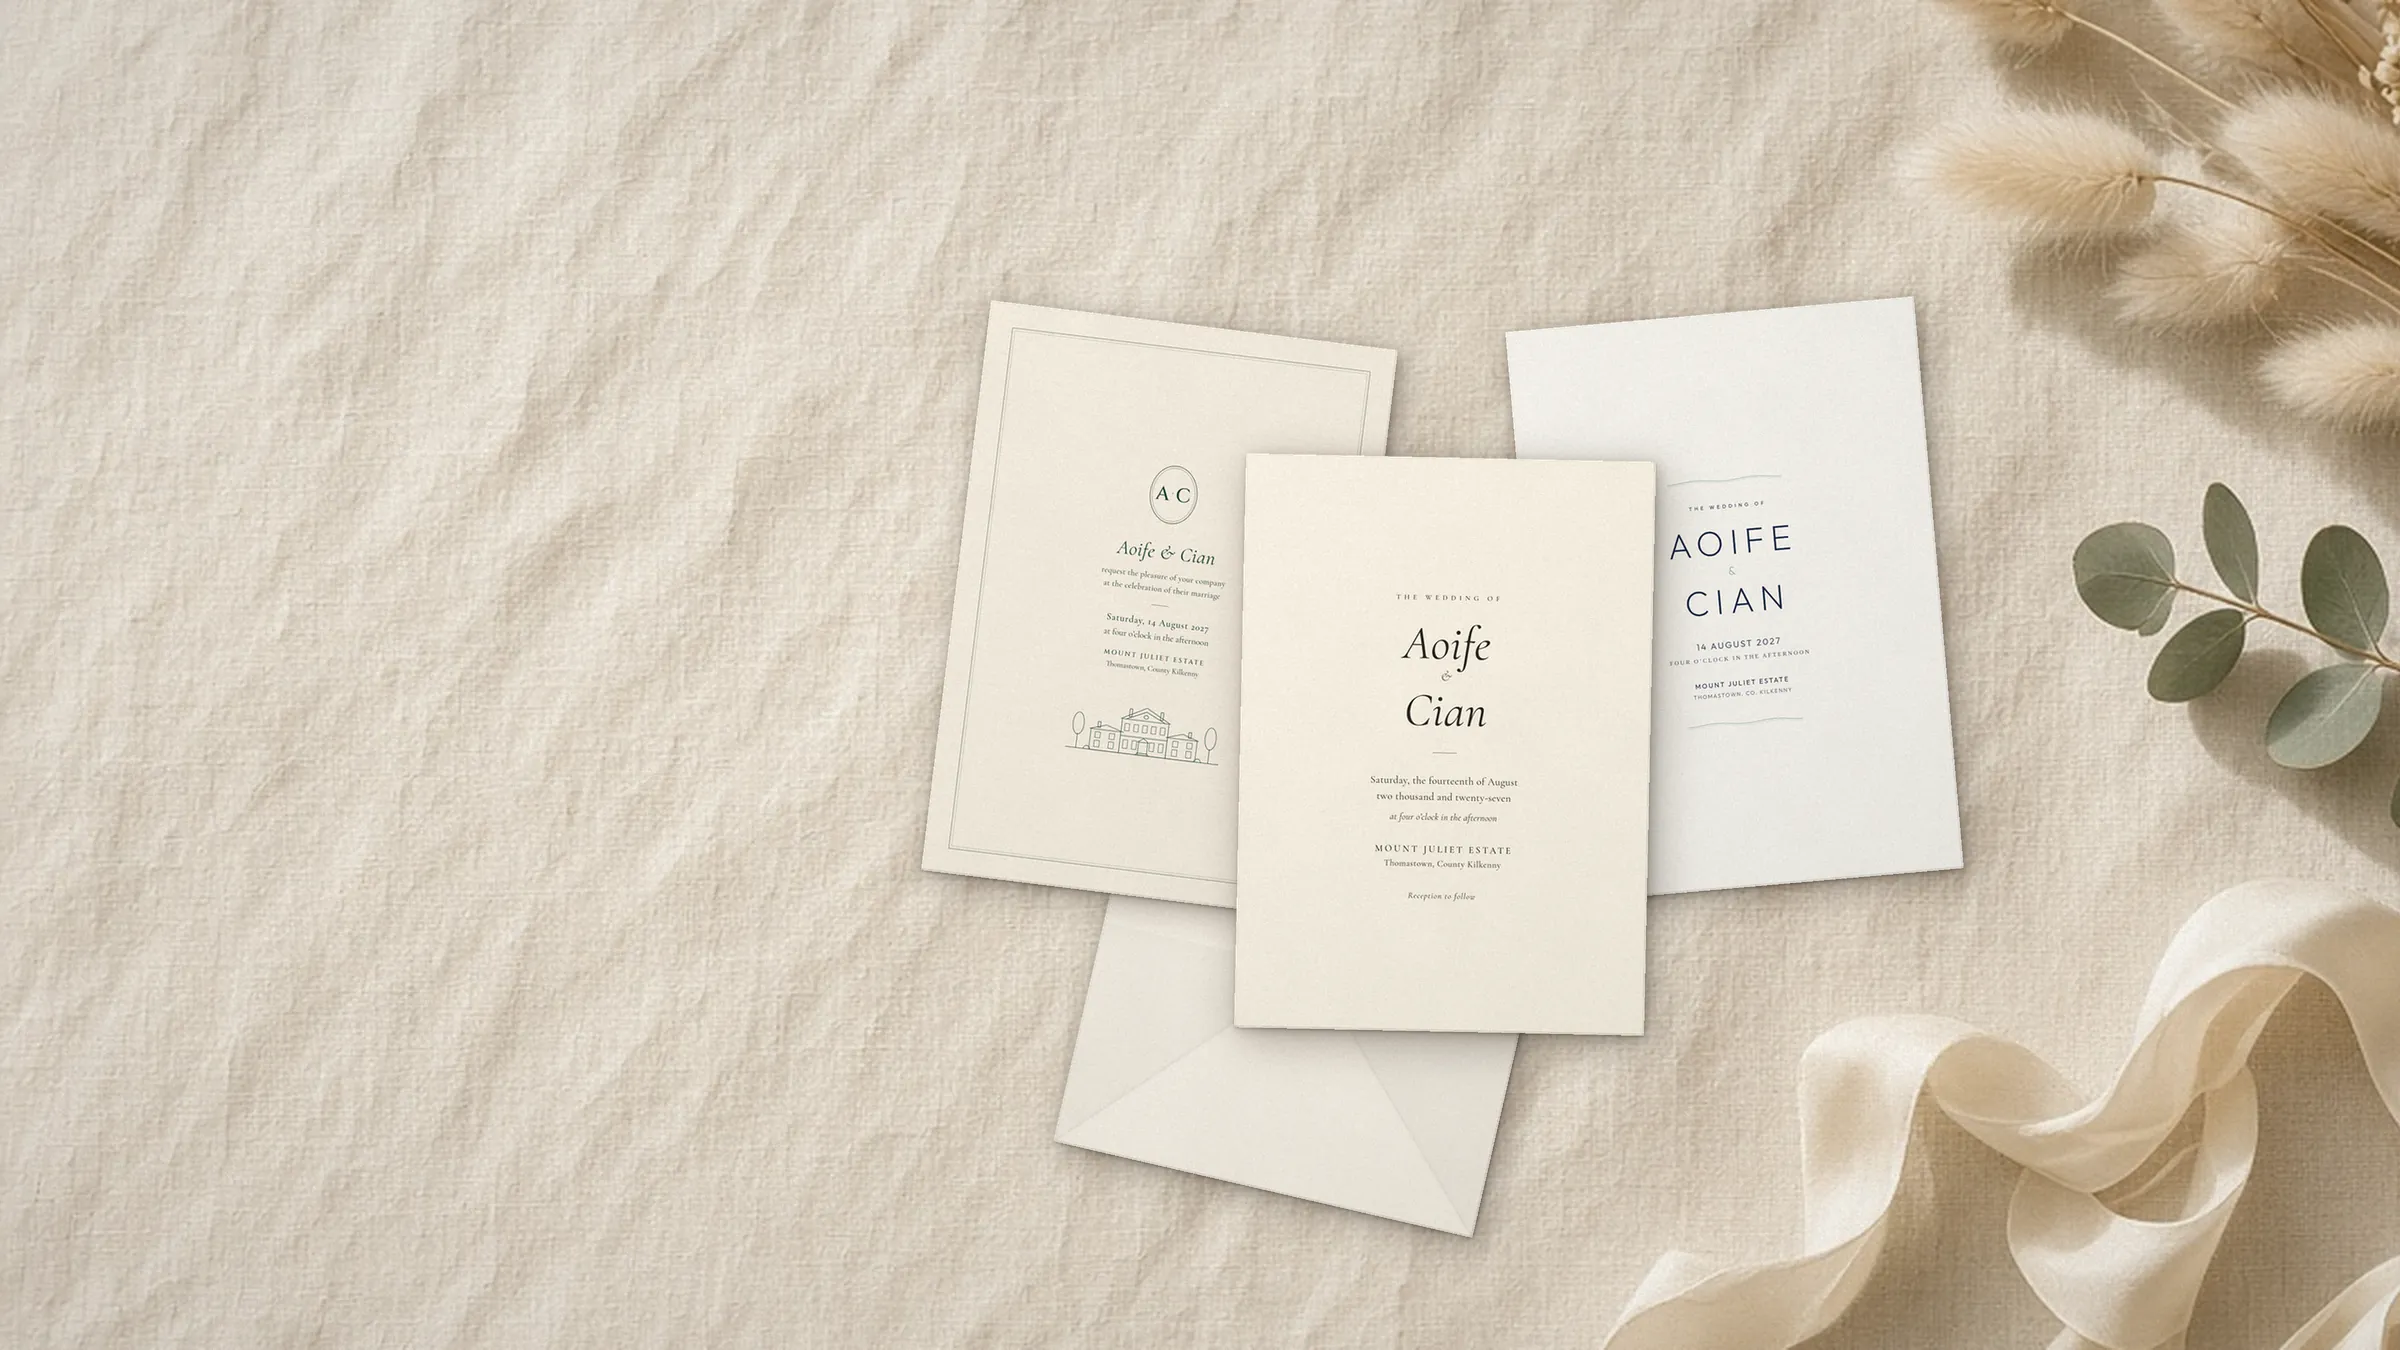 A·C
Aoife & Cian
request the pleasure of your company
at the celebration of their marriage
Saturday, 14 August 2027
at four o'clock in the afternoon
MOUNT JULIET ESTATE
Thomastown, County Kilkenny
THE WEDDING OF
Aoife
&
Cian
Saturday, the fourteenth of August
two thousand and twenty-seven
at four o'clock in the afternoon
MOUNT JULIET ESTATE
Thomastown, County Kilkenny
Reception to follow
THE WEDDING OF
AOIFE
&
CIAN
14 AUGUST 2027
FOUR O'CLOCK IN THE AFTERNOON
MOUNT JULIET ESTATE
THOMASTOWN, CO. KILKENNY